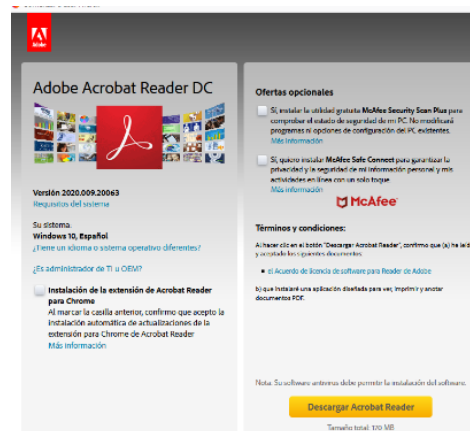 Adobe
Adobe Acrobat Reader DC
Versión 2020.009.20063
Requisitos del sistema
Su sistema.
Windows 10, Español
¿Tiene un idioma o sistema operativo diferentes?
¿Es administrador de TI u OEM?
Instalación de la extensión de Acrobat Reader
para Chrome
Al marcar la casilla anterior, confirmo que acepto la
instalación automática de actualizaciones de la
extensión para Chrome de Acrobat Reader
Más información
Ofertas opcionales
Sí, instalar la utilidad gratuita McAfee Security Scan Plus para
comprobar el estado de seguridad de mi PC. No modificará
programas ni opciones de configuración del PC existentes.
Más información
Sí, quiero instalar McAfee Safe Connect para garantizar la
privacidad y la seguridad de mi información personal y mis
actividades en línea con un solo toque
Más información
McAfee
Términos y condiciones:
Al hacer clic en el botón "Descargar Acrobat Reader", confirmo que (a) he leído
y aceptado los siguientes documentos:
el Acuerdo de licencia de software para Reader de Adobe
b) que instalaré una aplicación diseñada para ver, imprimir y anotar
documentos PDF.
Nota: Su software antivirus debe permitir la instalación del software.
Descargar Acrobat Reader
Tamaño total: 170 MB